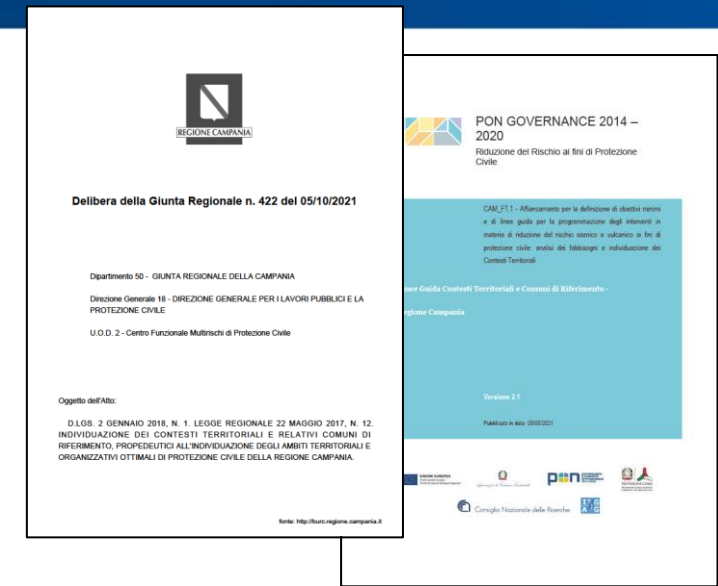 REGIONE CAMPANIA
Delibera della Giunta Regionale n. 422 del 05/10/2021
Dipartimento 50 - GIUNTA REGIONALE DELLA CAMPANIA
Direzione Generale 18 - DIREZIONE GENERALE PER I LAVORI PUBBLICI E LA
PROTEZIONE CIVILE
U.O.D. 2 - Centro Funzionale Multirischi di Protezione Civile
Oggetto dell'Atto:
D.LGS. 2 GENNAIO 2018, N. 1. LEGGE REGIONALE 22 MAGGIO 2017, N. 12.
INDIVIDUAZIONE DEI CONTESTI TERRITORIALI E RELATIVI COMUNI DI
RIFERIMENTO, PROPEDEUTICI ALL'INDIVIDUAZIONE DEGLI AMBITI TERRITORIALI E
ORGANIZZATIVI OTTIMALI DI PROTEZIONE CIVILE DELLA REGIONE CAMPANIA.
fonte: http://burc.regione.campania.it
PON GOVERNANCE 2014 –
2020
Riduzione del Rischio ai fini di Protezione
Civile
CAM_F1.1 - Affiancamento per la definizione di obiettivi minimi
e di linee guida per la programmazione degli interventi in
materia di riduzione del rischio sismico e vulcanico ai fini di
protezione civile: analisi dei fabbisogni e individuazione dei
Contesti Territoriali
nee Guida Contesti Territoriali e Comuni di Riferimento -
egione Campania
Versione 2.1
Pubblicato in data: 03/05/2021
UNIONE EUROPEA
pon
Consiglio Nazionale delle Ricerche